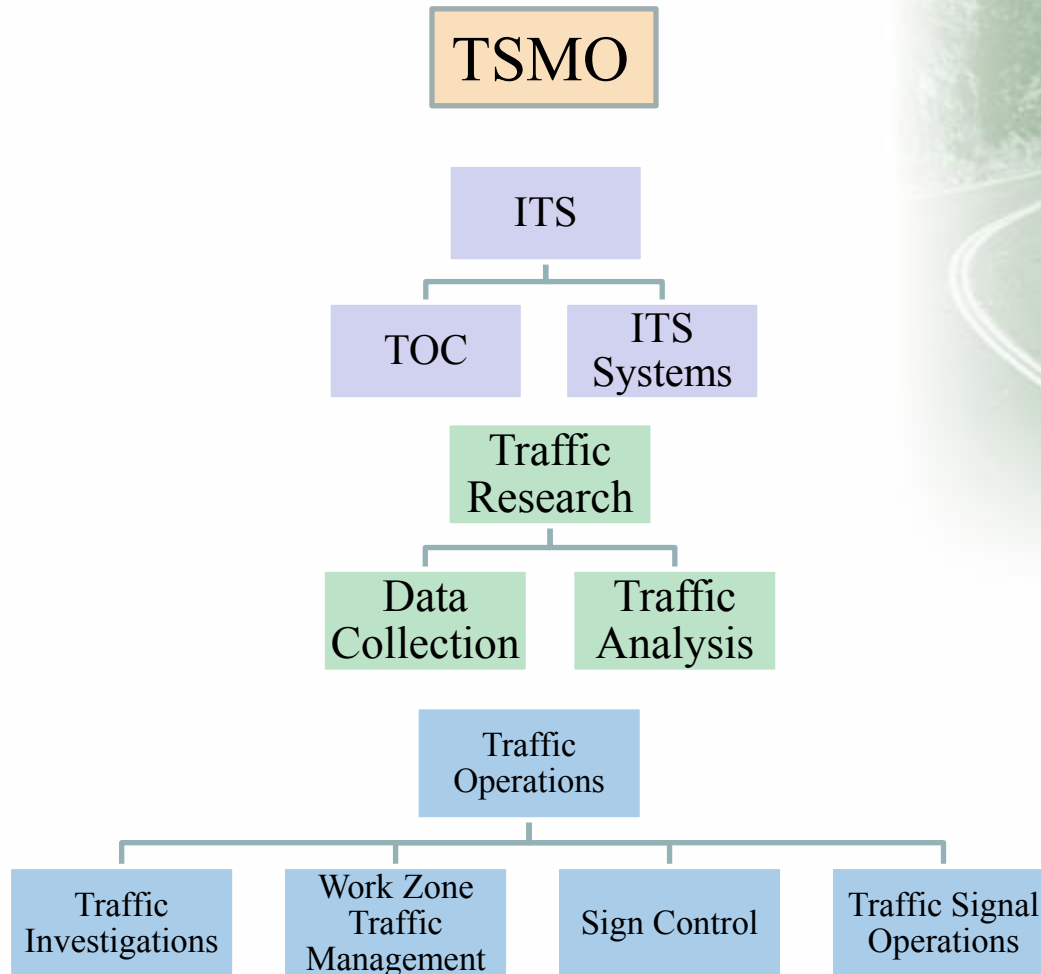 TSMO
ITS
TOC
ITS
Systems
Traffic
Research
Data
Collection
Traffic
Analysis
Traffic
Operations
Traffic
Investigations
Work Zone
Traffic
Management
Sign Control
Traffic Signal
Operations